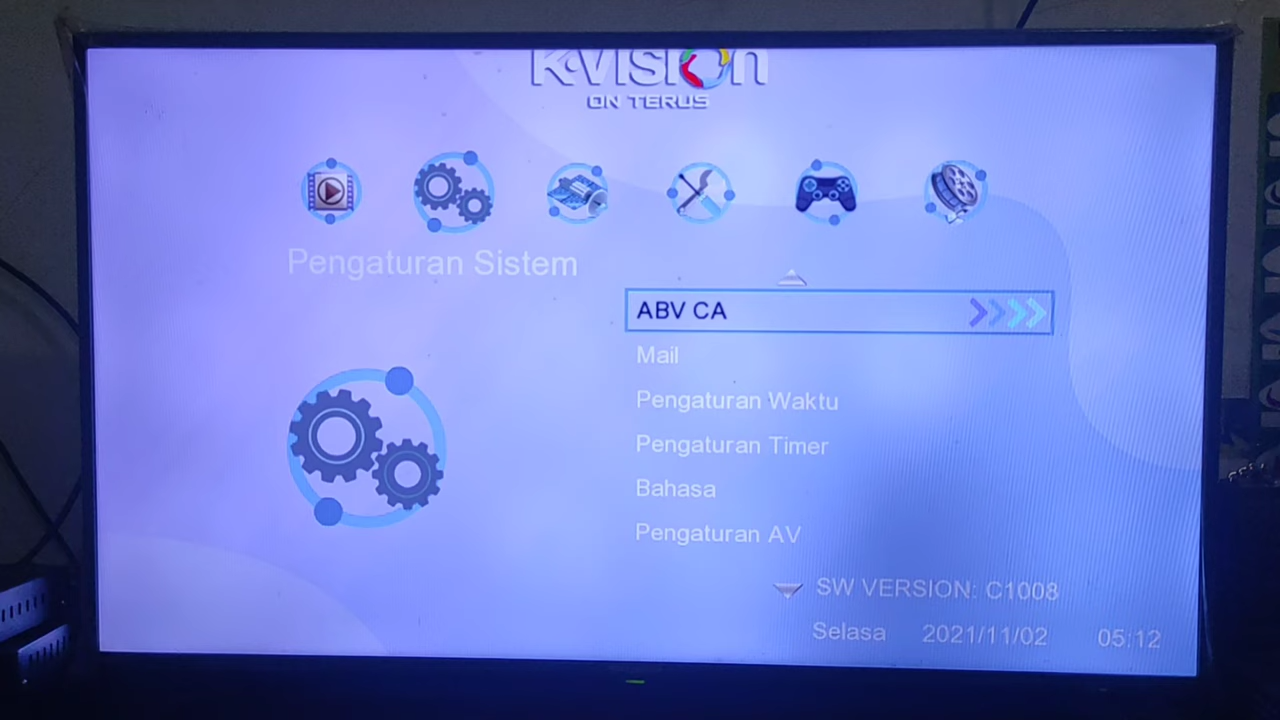 K-VISION
ON TERUS
Pengaturan Sistem
ABV CA
Mail
Pengaturan Waktu
Pengaturan Timer
Bahasa
Pengaturan AV
SW VERSION: C1008
Selasa 2021/11/02 05:12